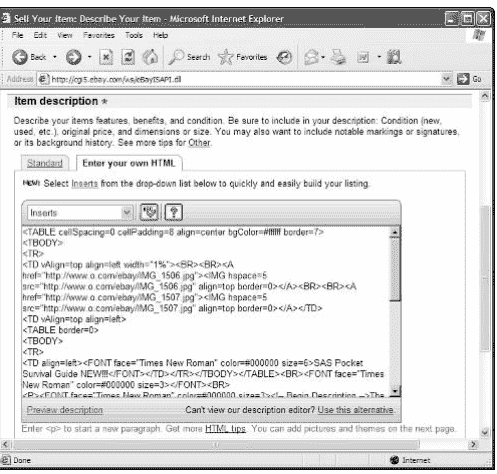 Sell Your Item: Describe Your Item - Microsoft Internet Explorer
File Edit View Favorites Tools Help
Back Search Favorites
Address http://cgi5.ebay.com/ws/eBayISAPI.dll Go
Item description *
Describe your items features, benefits, and condition. Be sure to include in your description: Condition (new,
used, etc.), original price, and dimensions or size. You may also want to include notable markings or signatures,
or its background history. See more tips for Other.
Standard Enter your own HTML
NEW! Select Inserts from the drop-down list below to quickly and easily build your listing.
Inserts ?
<TABLE cellSpacing=0 cellPadding=8 align=center bgColor=#ffffff border=7>
<TBODY>
<TR>
<TD vAlign=top align=left width="1%"><BR><BR><A
href="http://www.o.com/ebay/IMG_1506.jpg"><IMG hspace=5
src="http://www.o.com/ebay/IMG_1506.jpg" align=top border=0></A><BR><BR><A
href="http://www.o.com/ebay/IMG_1507.jpg"><IMG hspace=5
src="http://www.o.com/ebay/IMG_1507.jpg" align=top border=0></A></TD>
<TD vAlign=top align=left>
<TABLE border=0>
<TBODY>
<TR>
<TD align=left><FONT face="Times New Roman" color=#000000 size=6>SAS Pocket
Survival Guide NEW!!!</FONT></TD></TR></TBODY></TABLE><BR><FONT face="Times
New Roman" color=#000000 size=3></FONT><BR>
<P><FONT face="Times New Roman" color=#000000 size=3><!-- Begin Description -->The
Preview description Can't view our description editor? Use this alternative.
Enter <p> to start a new paragraph. Get more HTML tips. You can add pictures and themes on the next page.
Done Internet